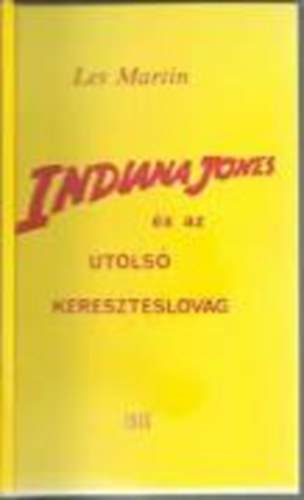 Les Martin
INDIANA JONES
és az
UTOLSÓ
KERESZTESLOVAG